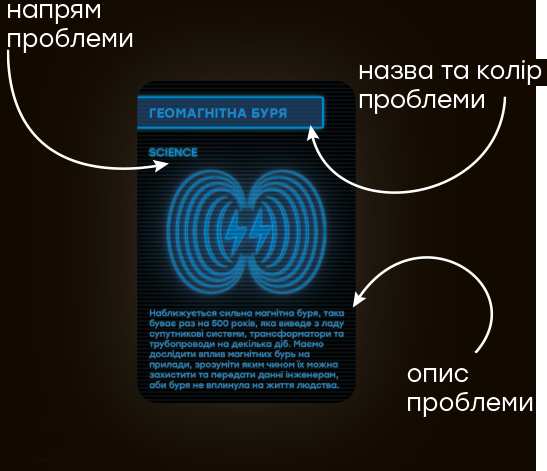 напрям
проблеми
назва та колір
проблеми
ГЕОМАГНІТНА БУРЯ
SCIENCE
Наближується сильна магнітна буря, така
буває раз на 500 років, яка виведе з ладу
супутникові системи, трансформатори та
трубопроводи на декілька діб. Маємо
дослідити вплив магнітних бурь на
прилади, зрозуміти яким чином їх можна
захистити та передати данні інженерам,
аби буря не вплинула на життя людства.
опис
проблеми